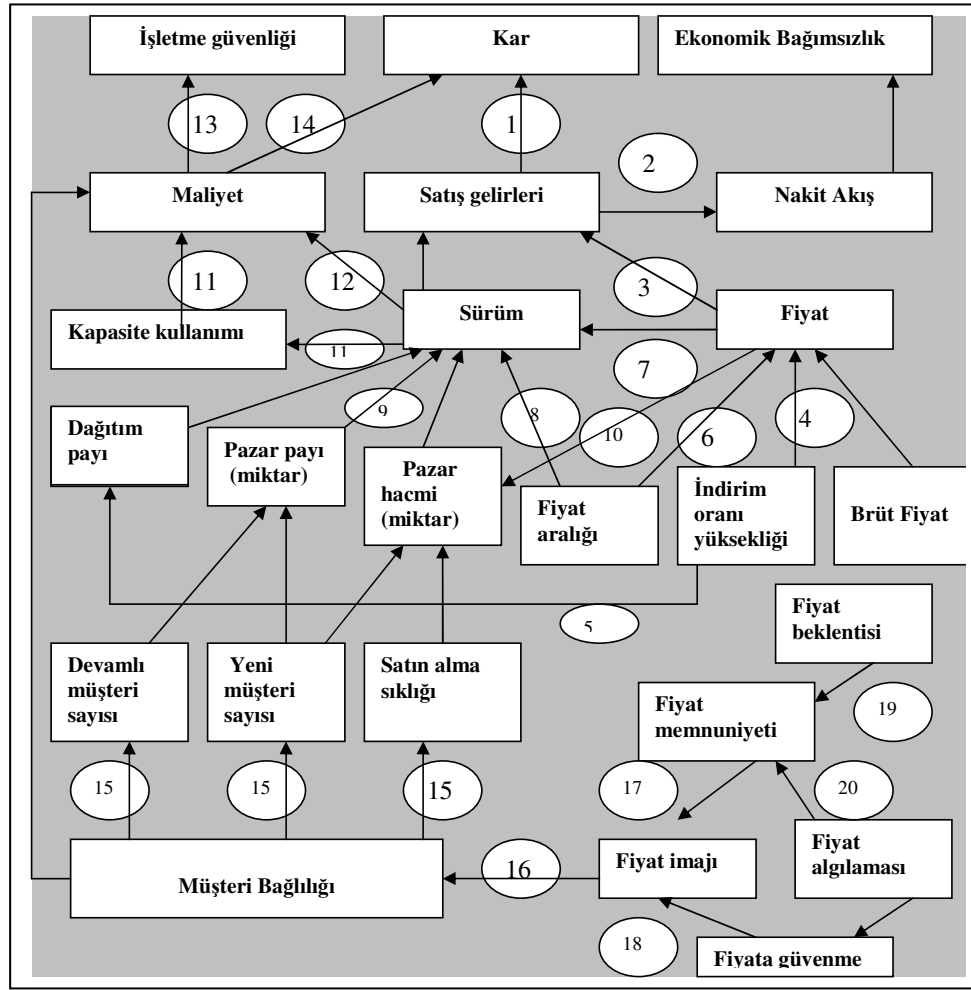 İşletme güvenliği
Kar
Ekonomik Bağımsızlık
13
14
1
2
Maliyet
Satış gelirleri
Nakit Akış
11
12
3
Kapasite kullanımı
Sürüm
Fiyat
11
7
9
8
10
6
4
Dağıtım
payı
Pazar payı
(miktar)
Pazar
hacmi
(miktar)
Fiyat
aralığı
İndirim
oranı
yüksekliği
Brüt Fiyat
5
Fiyat
beklentisi
Devamlı
müşteri
sayısı
Yeni
müşteri
sayısı
Satın alma
sıklığı
Fiyat
memnuniyeti
19
15
15
15
17
20
Müşteri Bağlılığı
16
Fiyat imajı
Fiyat
algılaması
18
Fiyata güvenme